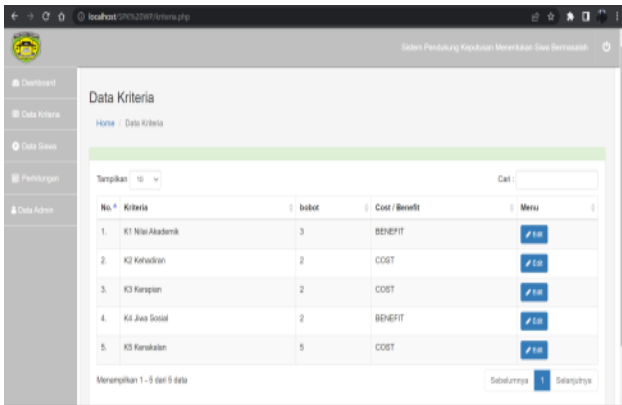 localhost/SPK%20WP/kriteria.php
Sistem Pendukung Keputusan Menentukan Siswa Bermasalah
Dashboard
Data Kriteria
Data Siswa
Perhitungan
Data Admin
Data Kriteria
Home / Data Kriteria
Tampilkan 10
Cari :
No. Kriteria bobot Cost / Benefit Menu
1. K1 Nilai Akademik 3 BENEFIT Edit
2. K2 Kehadiran 2 COST Edit
3. K3 Kerapian 2 COST Edit
4. K4 Jiwa Sosial 2 BENEFIT Edit
5. K5 Kenakalan 5 COST Edit
Menampilkan 1 - 5 dari 5 data
Sebelumnya 1 Selanjutnya